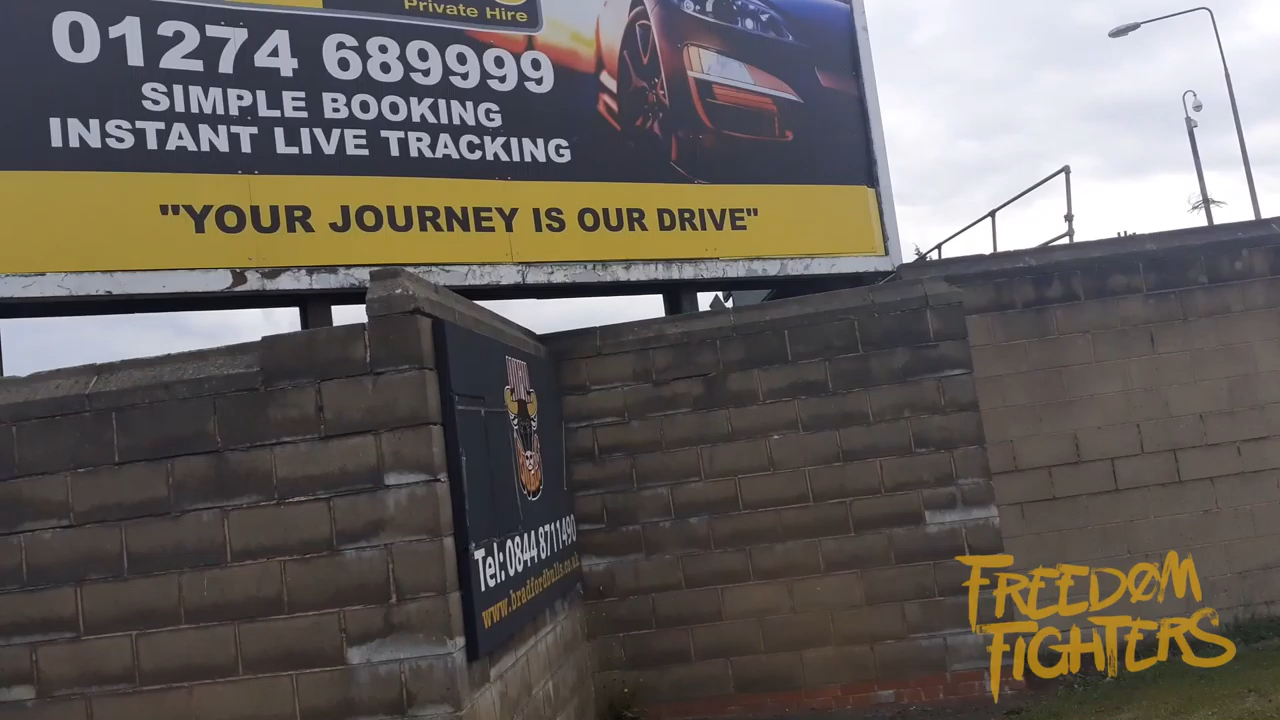 Private Hire
01274 689999
SIMPLE BOOKING
INSTANT LIVE TRACKING
"YOUR JOURNEY IS OUR DRIVE"
Tel: 0844 8711490
www.bradfordbulls.co.uk
FREEDOM
FIGHTERS